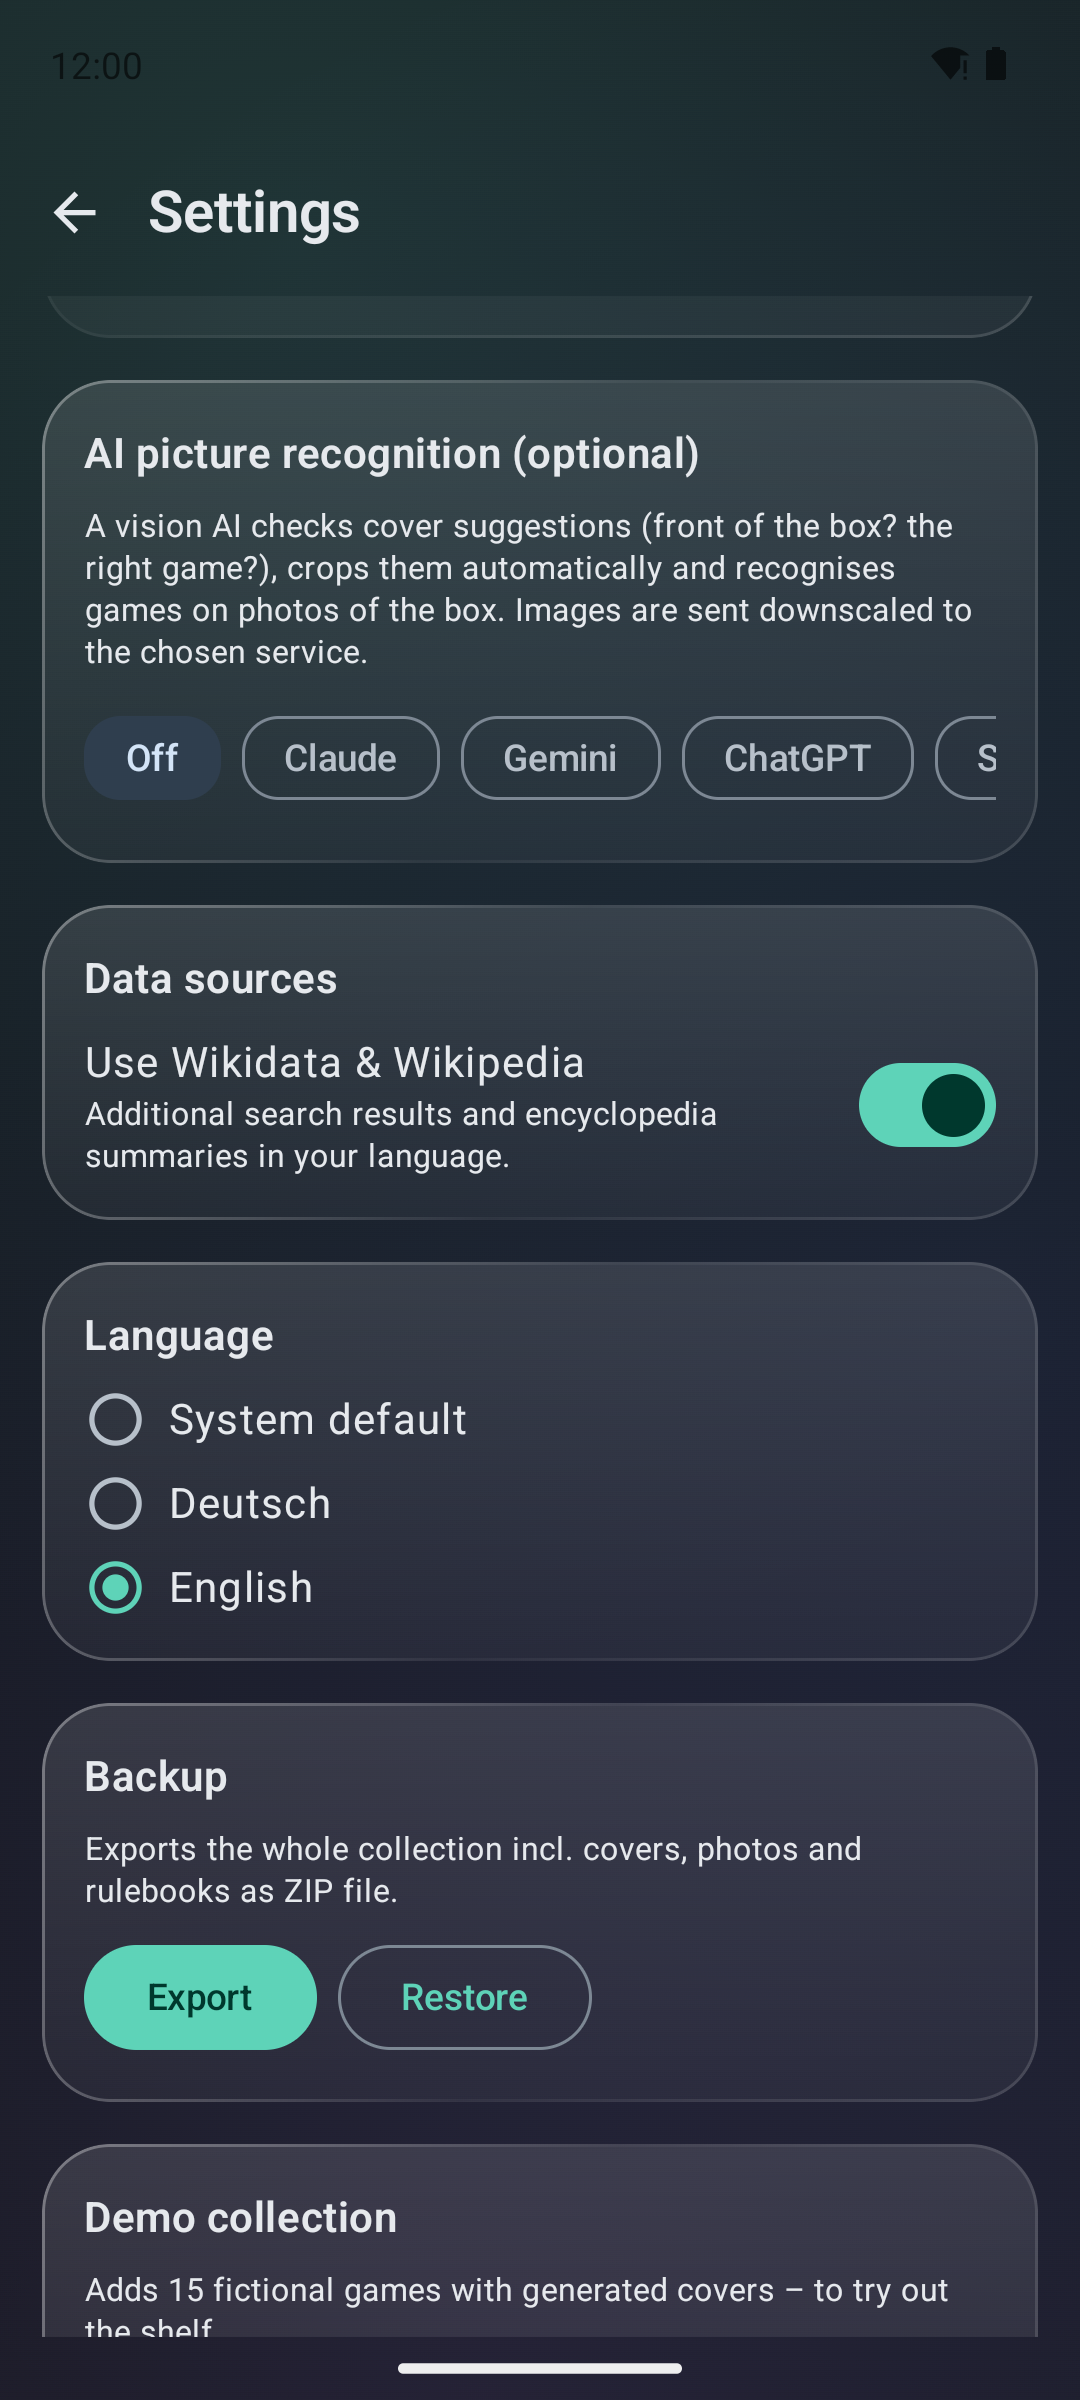 12:00
Settings
AI picture recognition (optional)
A vision AI checks cover suggestions (front of the box? the
right game?), crops them automatically and recognises
games on photos of the box. Images are sent downscaled to
the chosen service.
Off
Claude
Gemini
ChatGPT
S
Data sources
Use Wikidata & Wikipedia
Additional search results and encyclopedia
summaries in your language.
Language
System default
Deutsch
English
Backup
Exports the whole collection incl. covers, photos and
rulebooks as ZIP file.
Export
Restore
Demo collection
Adds 15 fictional games with generated covers – to try out
the shelf